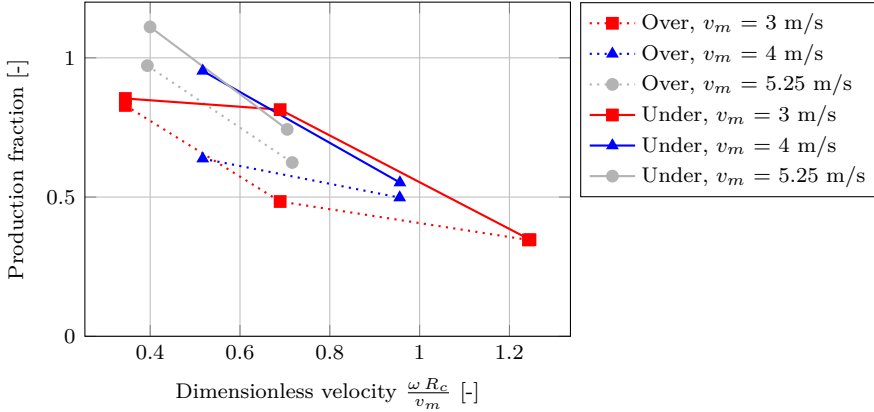 Production fraction [-]
1
0.5
0
0.4 0.6 0.8 1 1.2
Dimensionless velocity $\frac{\omega R_c}{v_m}$ [-]
Over, $v_m$ = 3 m/s
Over, $v_m$ = 4 m/s
Over, $v_m$ = 5.25 m/s
Under, $v_m$ = 3 m/s
Under, $v_m$ = 4 m/s
Under, $v_m$ = 5.25 m/s